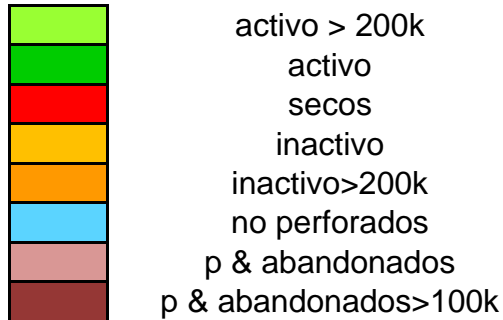 activo > 200k
activo
secos
inactivo
inactivo>200k
no perforados
p & abandonados
p & abandonados>100k